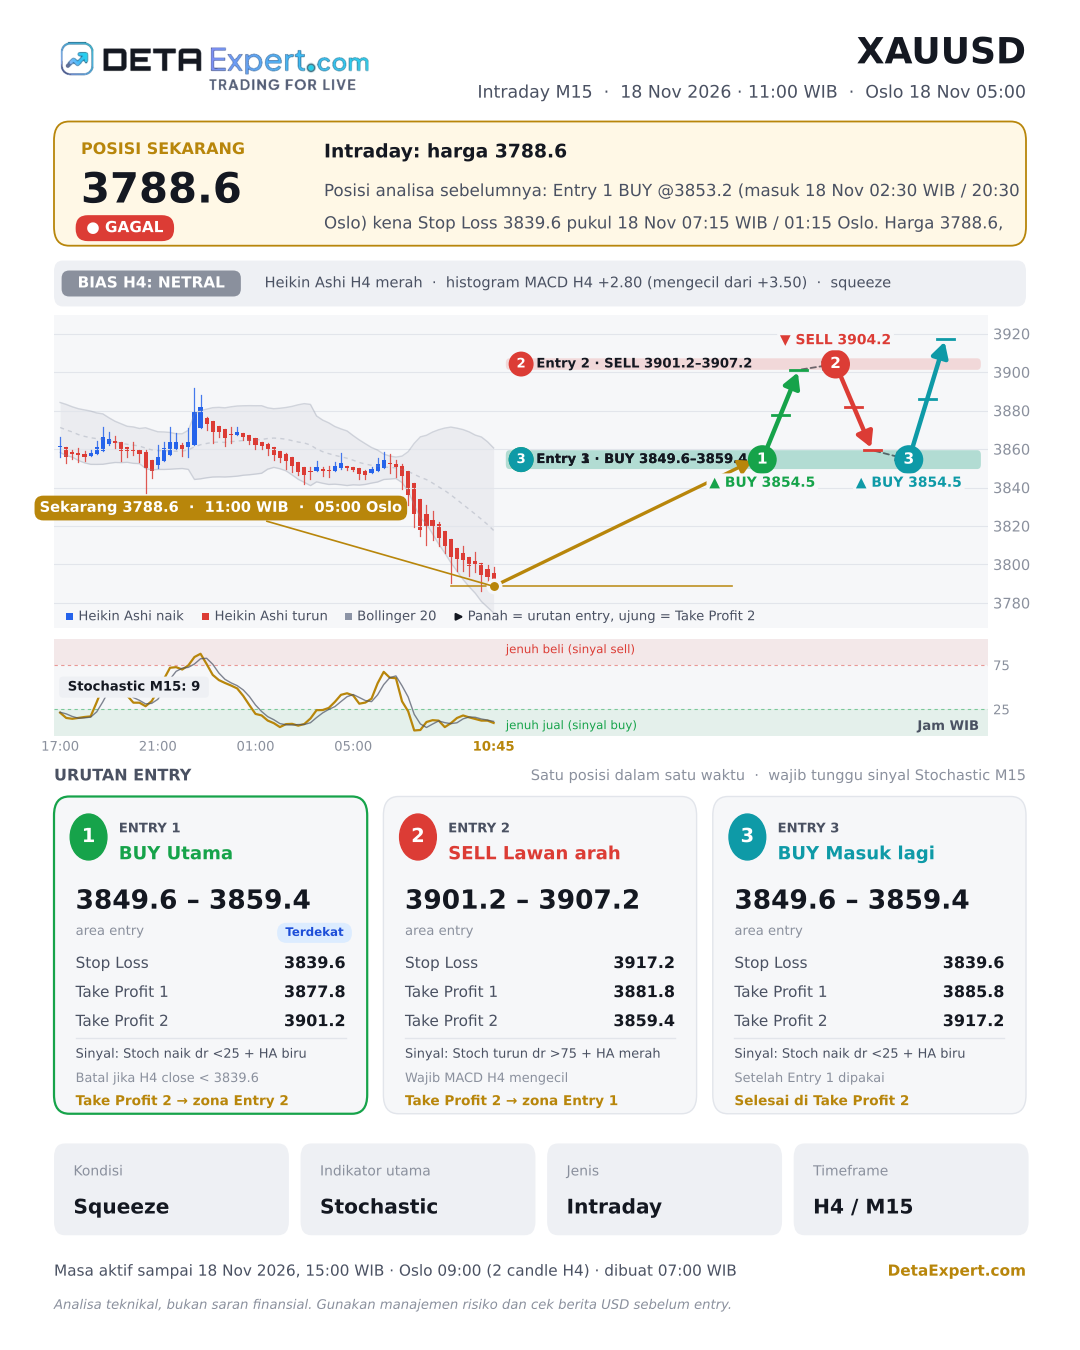 DETA Expert.com
TRADING FOR LIVE
XAUUSD
Intraday M15 · 18 Nov 2026 · 11:00 WIB · Oslo 18 Nov 05:00
POSISI SEKARANG
3788.6
GAGAL
Intraday: harga 3788.6
Posisi analisa sebelumnya: Entry 1 BUY @3853.2 (masuk 18 Nov 02:30 WIB / 20:30
Oslo) kena Stop Loss 3839.6 pukul 18 Nov 07:15 WIB / 01:15 Oslo. Harga 3788.6,
BIAS H4: NETRAL
Heikin Ashi H4 merah · histogram MACD H4 +2.80 (mengecil dari +3.50) · squeeze
3920
3900
3880
3860
3840
3820
3800
3780
▼ SELL 3904.2
2
Entry 2 · SELL 3901.2–3907.2
2
3
Entry 3 · BUY 3849.6–3859.4
1
3
▲ BUY 3854.5
▲ BUY 3854.5
Sekarang 3788.6 · 11:00 WIB · 05:00 Oslo
Heikin Ashi naik
Heikin Ashi turun
Bollinger 20
Panah = urutan entry, ujung = Take Profit 2
jenuh beli (sinyal sell)
75
Stochastic M15: 9
25
jenuh jual (sinyal buy)
Jam WIB
17:00
21:00
01:00
05:00
10:45
URUTAN ENTRY
Satu posisi dalam satu waktu · wajib tunggu sinyal Stochastic M15
1
ENTRY 1
BUY Utama
3849.6 – 3859.4
area entry
Terdekat
Stop Loss 3839.6
Take Profit 1 3877.8
Take Profit 2 3901.2
Sinyal: Stoch naik dr <25 + HA biru
Batal jika H4 close < 3839.6
Take Profit 2 → zona Entry 2
2
ENTRY 2
SELL Lawan arah
3901.2 – 3907.2
area entry
Stop Loss 3917.2
Take Profit 1 3881.8
Take Profit 2 3859.4
Sinyal: Stoch turun dr >75 + HA merah
Wajib MACD H4 mengecil
Take Profit 2 → zona Entry 1
3
ENTRY 3
BUY Masuk lagi
3849.6 – 3859.4
area entry
Stop Loss 3839.6
Take Profit 1 3885.8
Take Profit 2 3917.2
Sinyal: Stoch naik dr <25 + HA biru
Setelah Entry 1 dipakai
Selesai di Take Profit 2
Kondisi
Squeeze
Indikator utama
Stochastic
Jenis
Intraday
Timeframe
H4 / M15
Masa aktif sampai 18 Nov 2026, 15:00 WIB · Oslo 09:00 (2 candle H4) · dibuat 07:00 WIB
DetaExpert.com
Analisa teknikal, bukan saran finansial. Gunakan manajemen risiko dan cek berita USD sebelum entry.